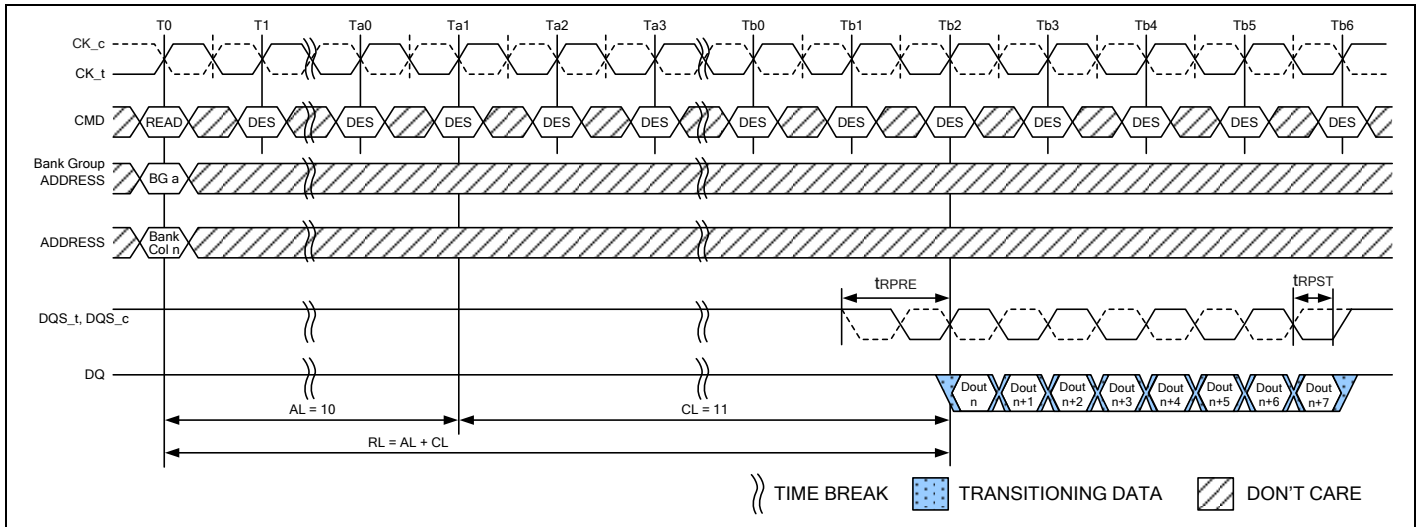 T0 T1 Ta0 Ta1 Ta2 Ta3 Tb0 Tb1 Tb2 Tb3 Tb4 Tb5 Tb6
CK_c
CK_t
CMD READ DES DES DES DES DES DES DES DES DES DES DES DES
Bank Group
ADDRESS BG a
ADDRESS Bank
Col n
tRPRE tRPST
DQS_t, DQS_c
DQ Dout n Dout n+1 Dout n+2 Dout n+3 Dout n+4 Dout n+5 Dout n+6 Dout n+7
AL = 10 CL = 11
RL = AL + CL
TIME BREAK TRANSITIONING DATA DON'T CARE